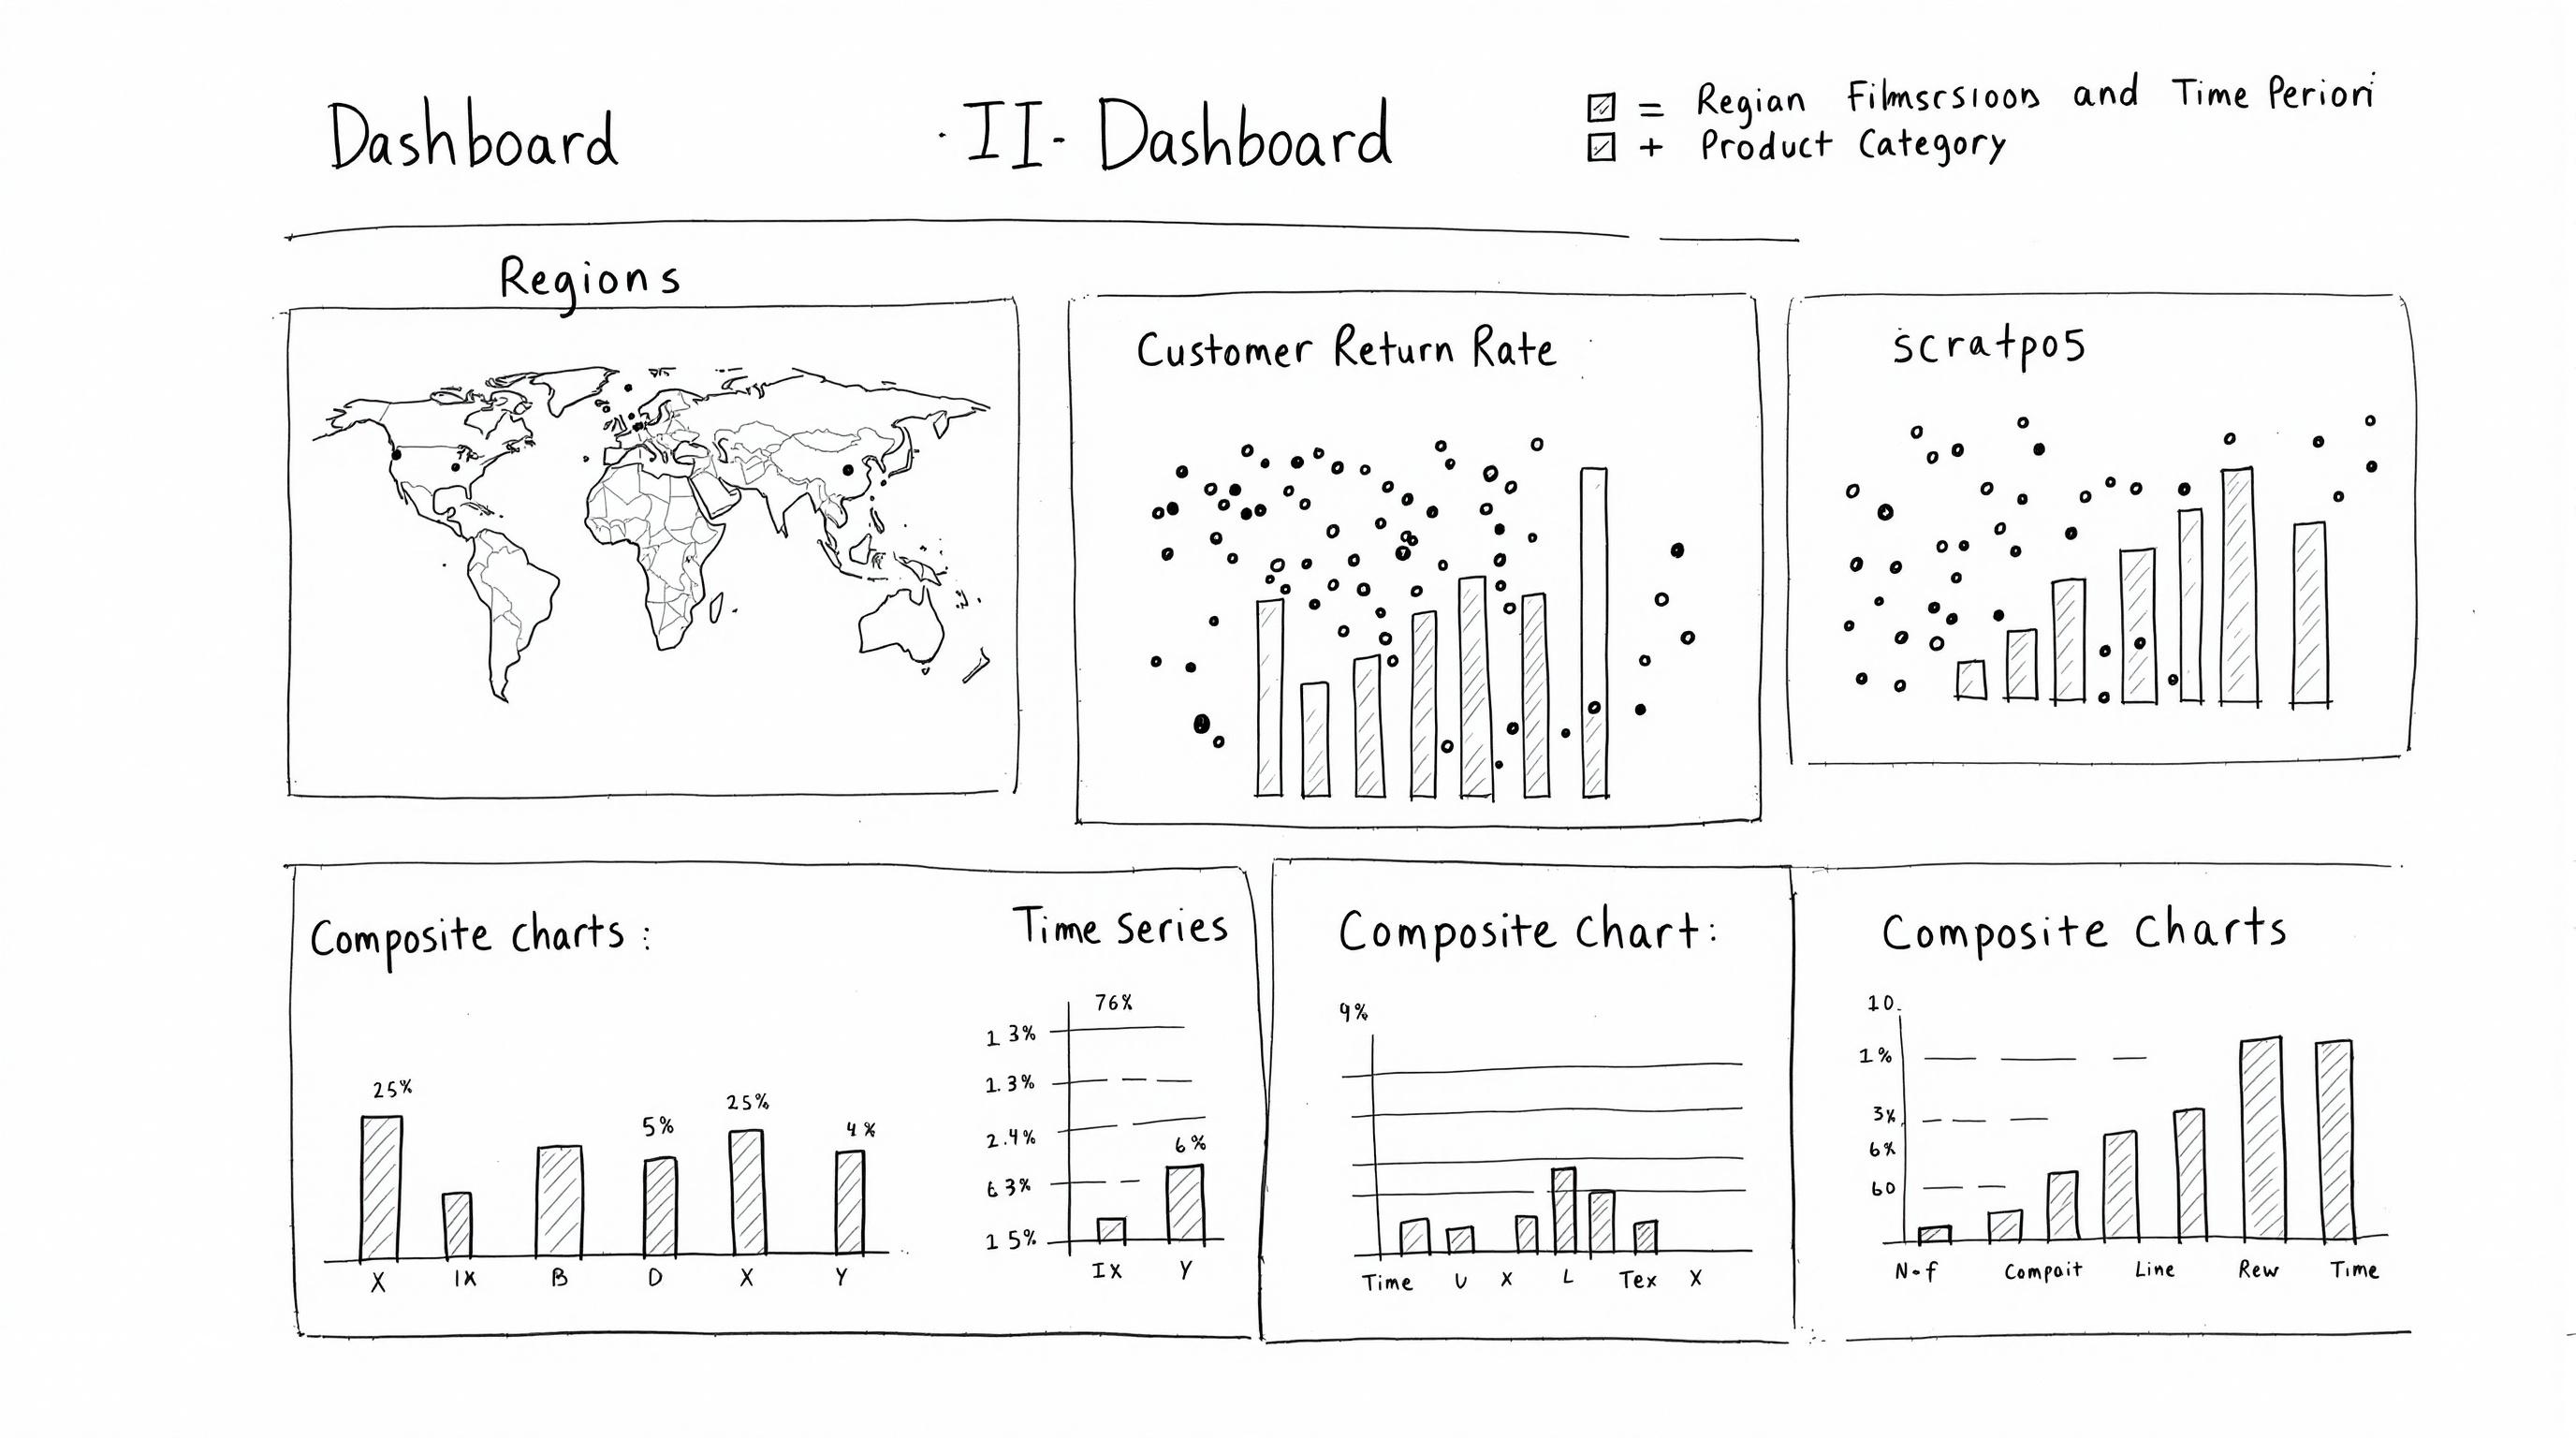 Dashboard
·II- Dashboard
= Regian Filmscsioos and Time Periori
+ Product Category
Regions
Customer Return Rate
scratpo5
Composite charts :
25%
5%
25%
4%
X IX B D X Y
Time series
76%
1 3%
1.3%
2.4%
6%
6 3%
1 5%
IX Y
Composite chart:
9%
Time U X L Tex X
Composite charts
10.
1%
3%
6%
60
N-f Compait Line Rew Time